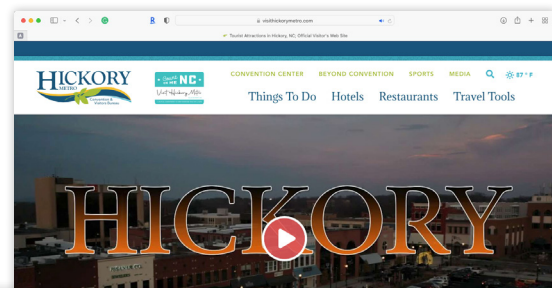 visithickorymetro.com
Tourist Attractions in Hickory, NC, Official Visitor's Web Site
CONVENTION CENTER BEYOND CONVENTION SPORTS MEDIA 87° F
HICKORY
METRO
Convention &
Visitors Bureau
NC
Visit Hickory Metro
Things To Do Hotels Restaurants Travel Tools
HICKORY